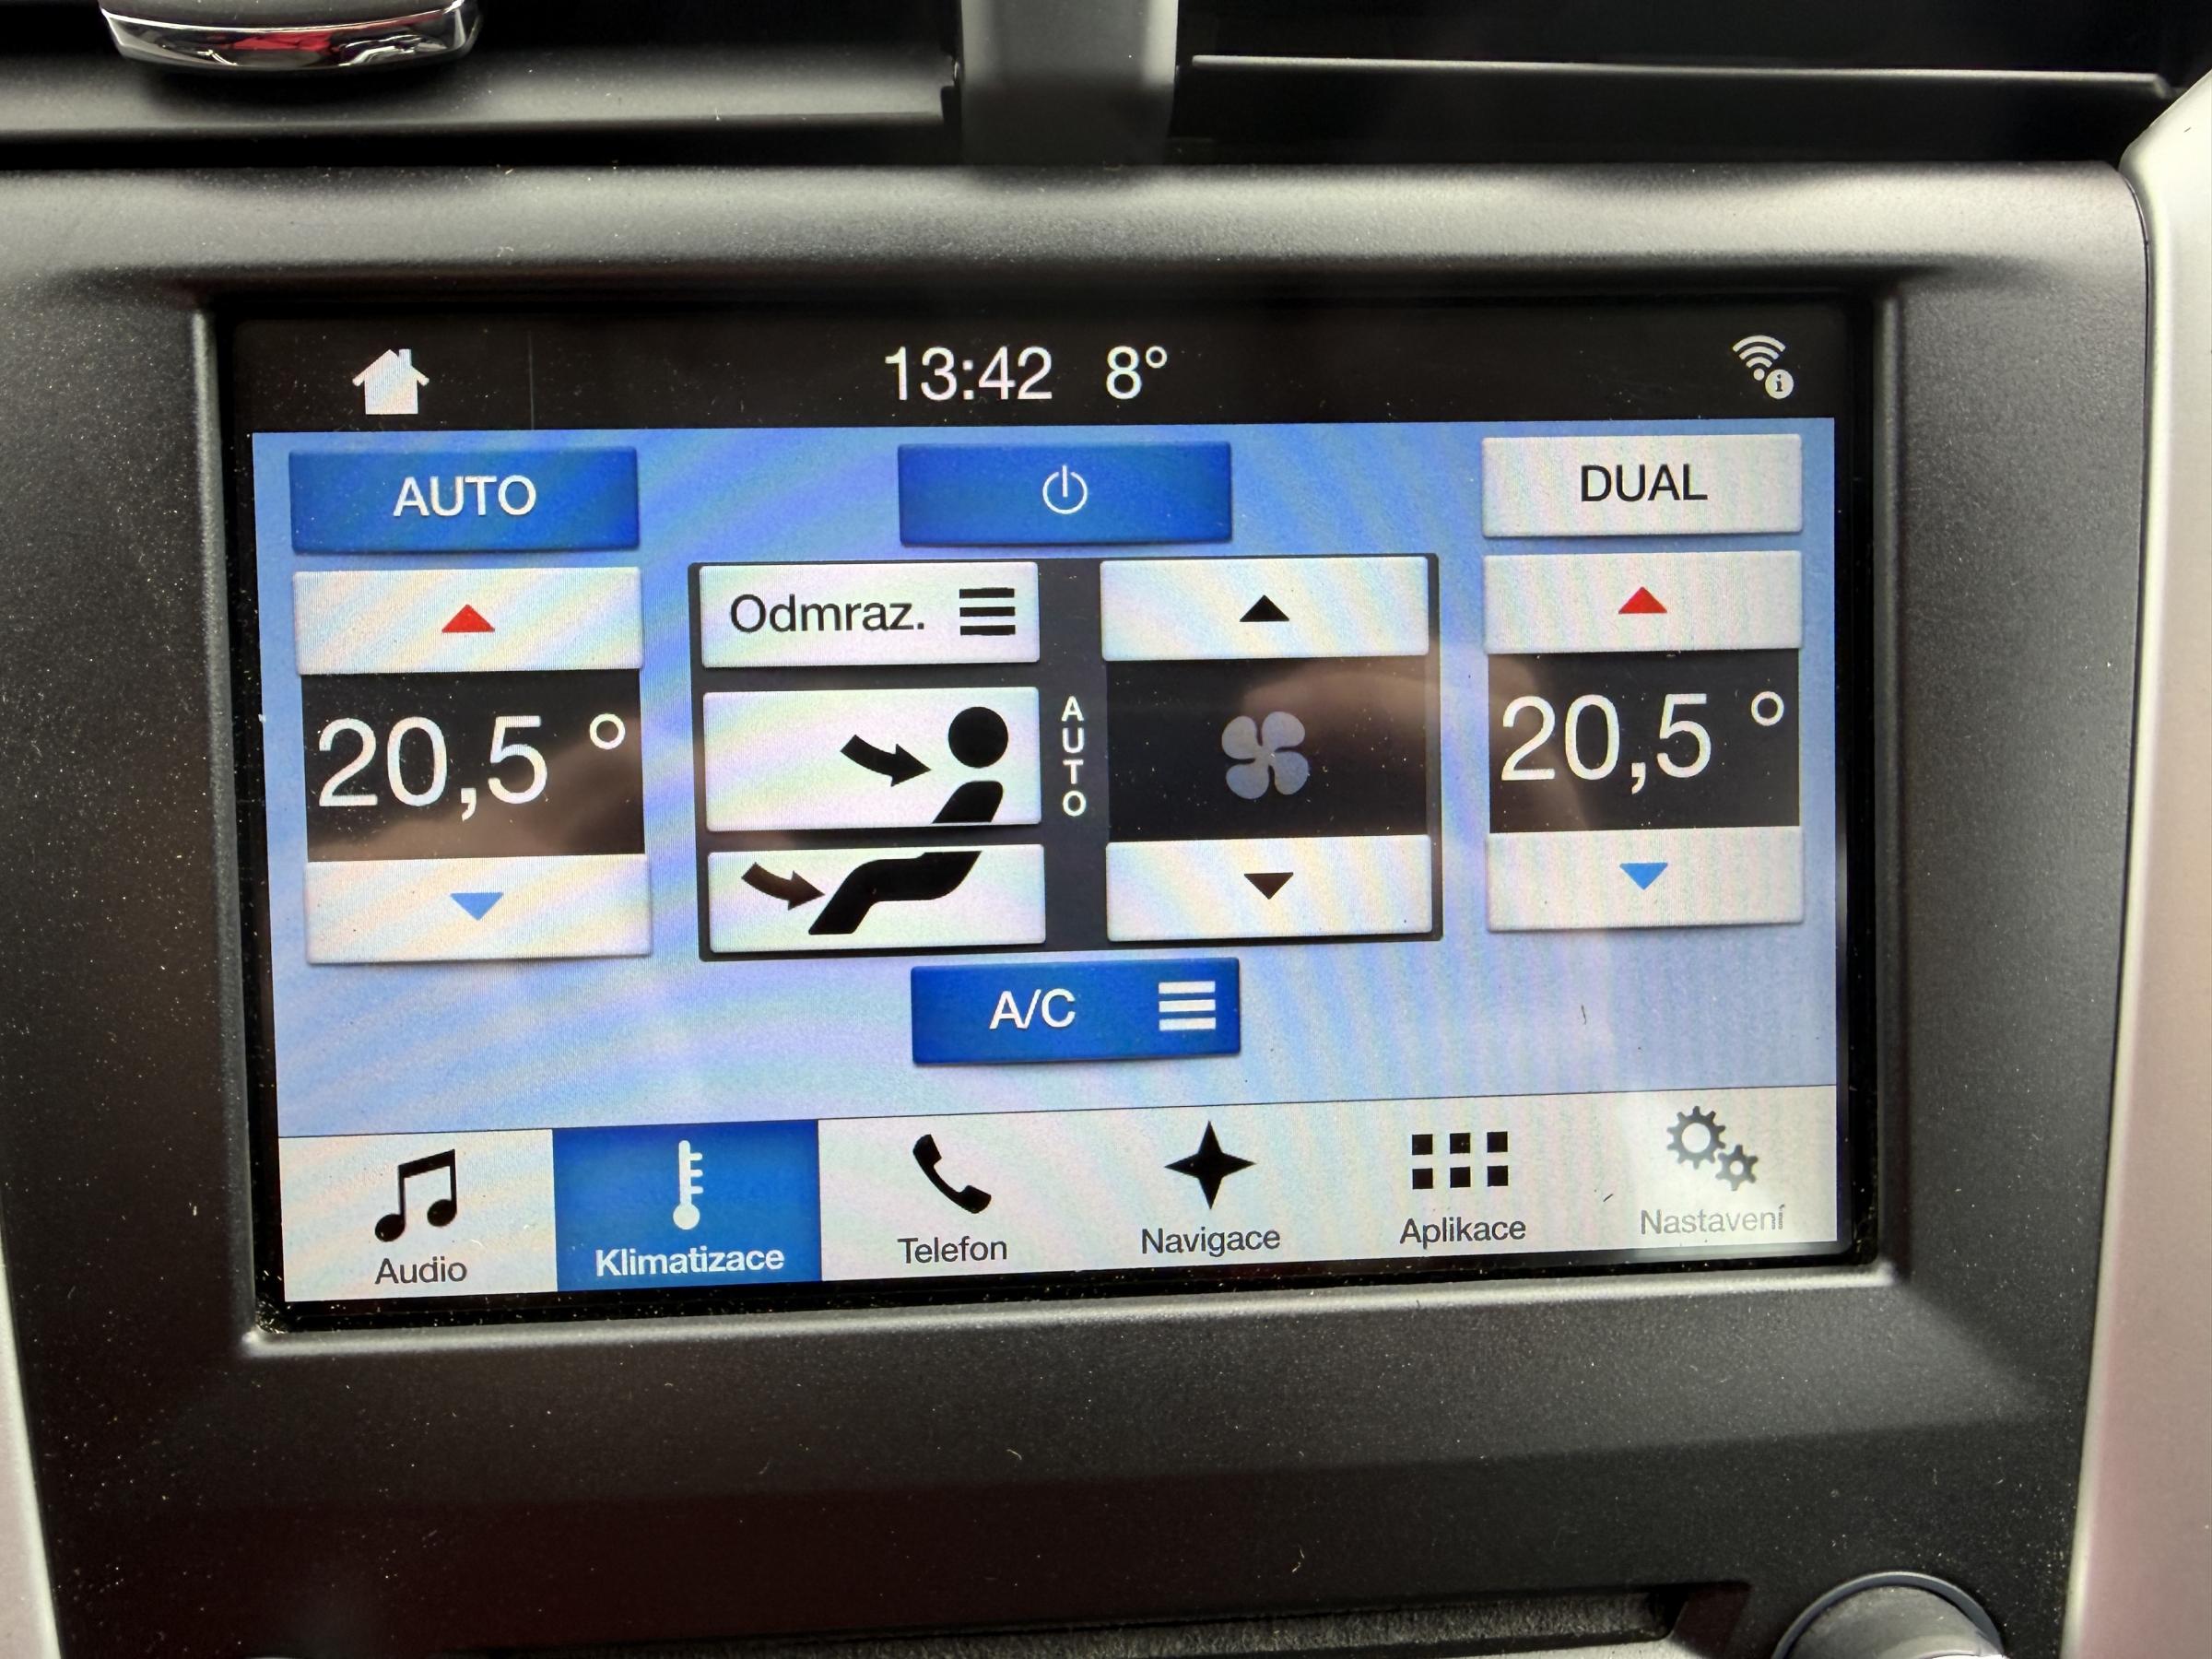 13:42 8°
AUTO
DUAL
Odmraz.
20,5 °
AUTO
20,5 °
A/C
Audio
Klimatizace
Telefon
Navigace
Aplikace
Nastavení